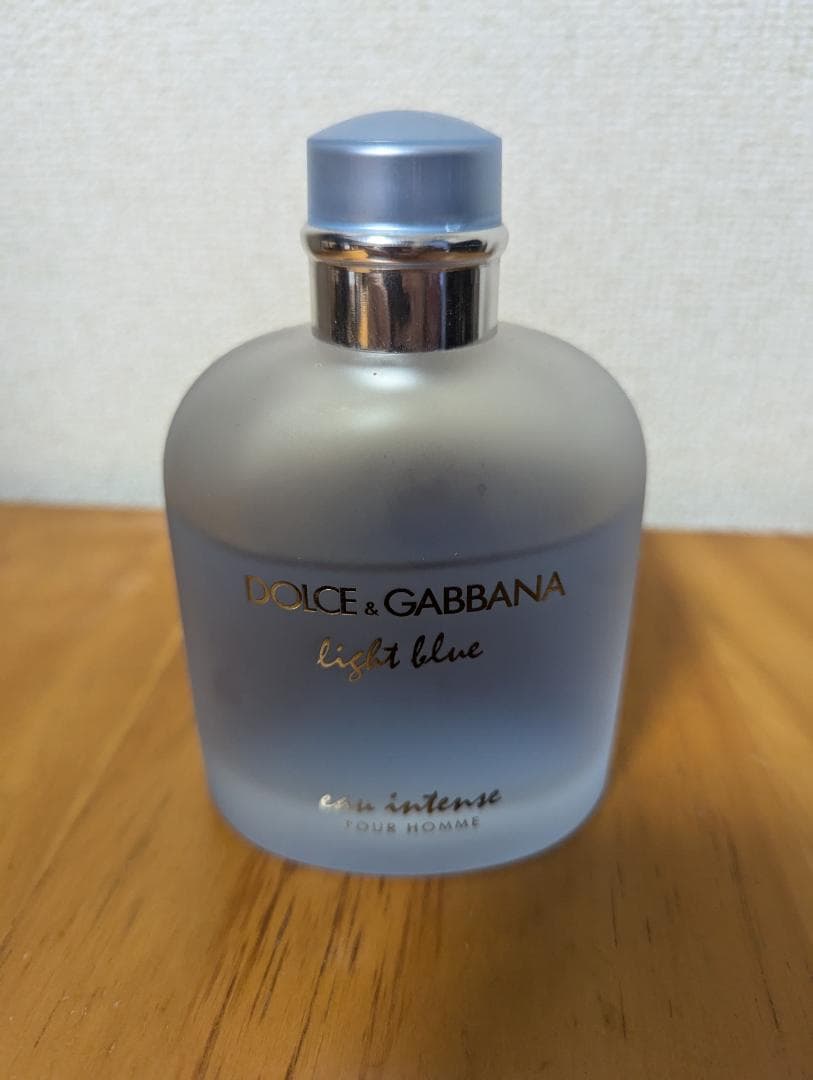 DOLCE & GABBANA
light blue
eau intense
POUR HOMME